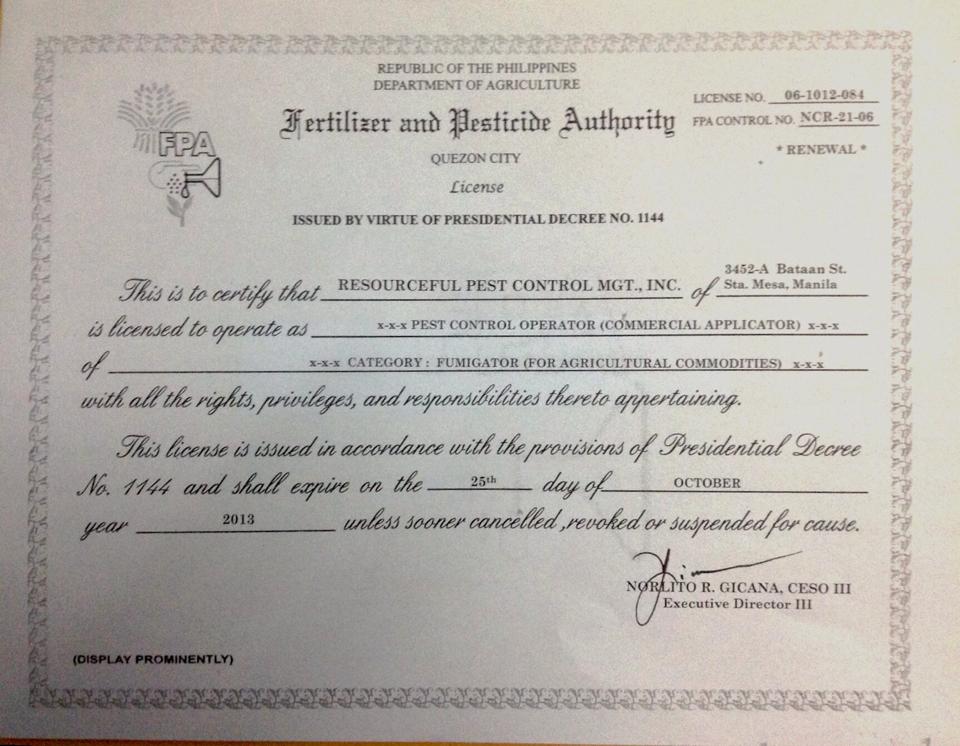 REPUBLIC OF THE PHILIPPINES
DEPARTMENT OF AGRICULTURE
Fertilizer and Pesticide Authority
QUEZON CITY
License
ISSUED BY VIRTUE OF PRESIDENTIAL DECREE NO. 1144
FPA
LICENSE NO. 06-1012-084
FPA CONTROL NO. NCR-21-06
* RENEWAL *
This is to certify that RESOURCEFUL PEST CONTROL MGT., INC. of 3452-A Bataan St.
Sta. Mesa, Manila
is licensed to operate as x-x-x PEST CONTROL OPERATOR (COMMERCIAL APPLICATOR) x-x-x
of x-x-x CATEGORY : FUMIGATOR (FOR AGRICULTURAL COMMODITIES) x-x-x
with all the rights, privileges, and responsibilities thereto appertaining.
This license is issued in accordance with the provisions of Presidential Decree
No. 1144 and shall expire on the 25th day of OCTOBER
year 2013 unless sooner cancelled ,revoked or suspended for cause.
NORLITO R. GICANA, CESO III
Executive Director III
(DISPLAY PROMINENTLY)